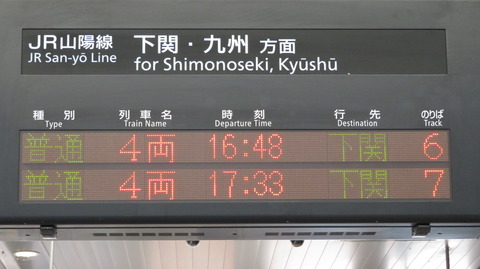 JR山陽線 下関・九州 方面
JR San-yō Line for Shimonoseki, Kyūshū
種別 列車名 時刻 行先 のりば
Type Train Name Departure Time Destination Track
普通 4両 16:48 下関 6
普通 4両 17:33 下関 7